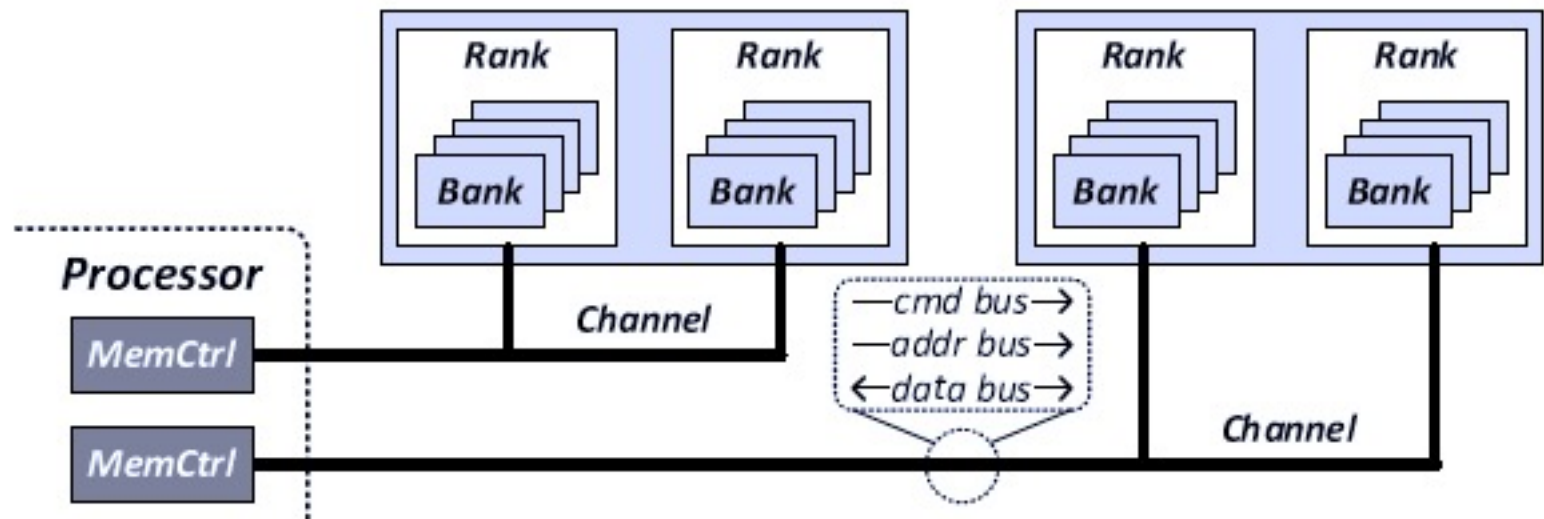 Rank
Rank
Rank
Rank
Bank
Bank
Bank
Bank
Processor
MemCtrl
MemCtrl
Channel
cmd bus
addr bus
data bus
Channel